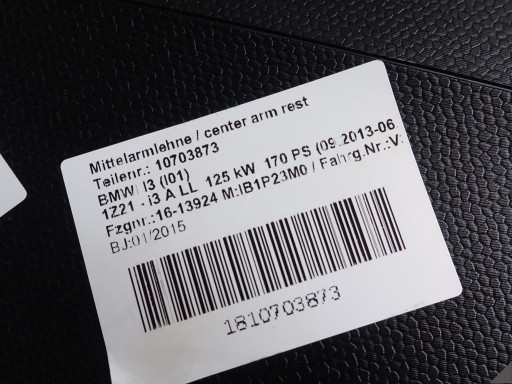 Mittelarmlehne / center arm rest
Teilenr.: 10703873
BMW I3 (I01)
1Z21 - i3 A LL 125 kW 170 PS (09.2013-06
Fzgnr.:16-13924 M:IB1P23M0 / Fahrg.Nr.:V
BJ:01/2015
1810703873